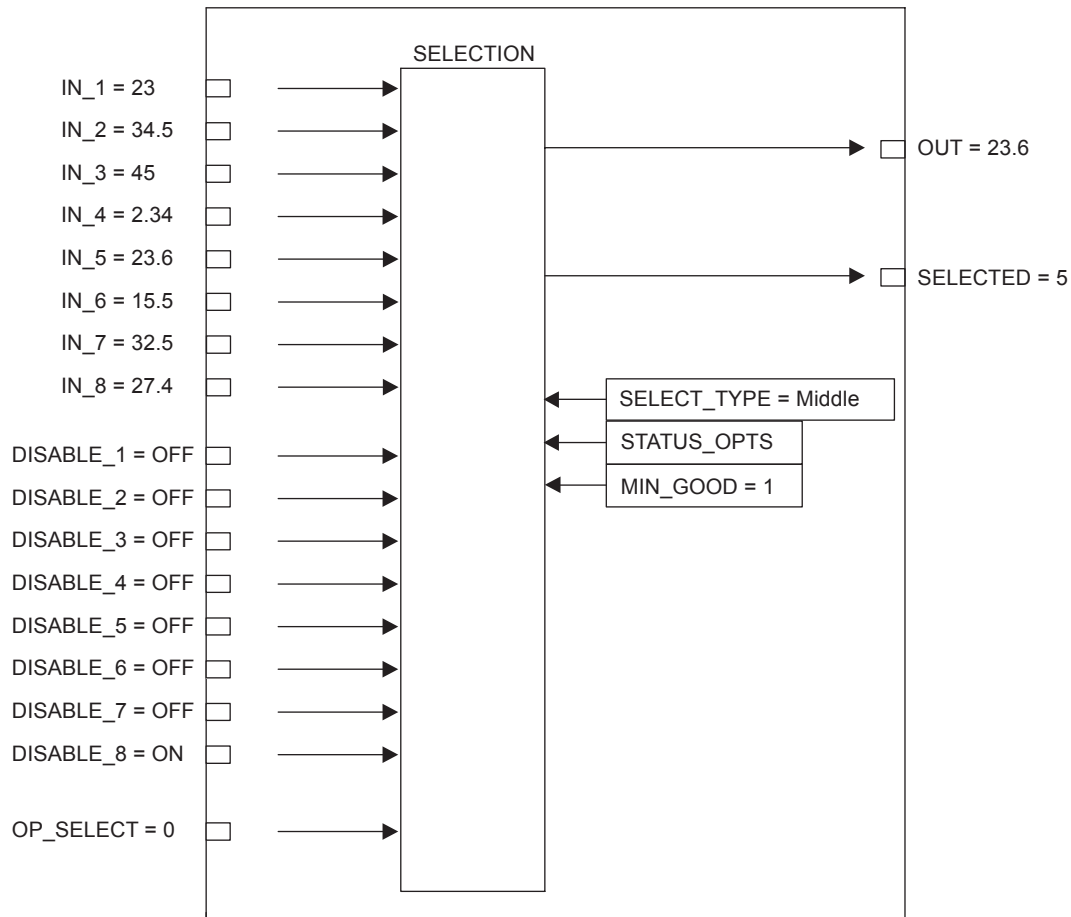 SELECTION
IN_1 = 23
IN_2 = 34.5
IN_3 = 45
IN_4 = 2.34
IN_5 = 23.6
IN_6 = 15.5
IN_7 = 32.5
IN_8 = 27.4
DISABLE_1 = OFF
DISABLE_2 = OFF
DISABLE_3 = OFF
DISABLE_4 = OFF
DISABLE_5 = OFF
DISABLE_6 = OFF
DISABLE_7 = OFF
DISABLE_8 = ON
OP_SELECT = 0
OUT = 23.6
SELECTED = 5
SELECT_TYPE = Middle
STATUS_OPTS
MIN_GOOD = 1